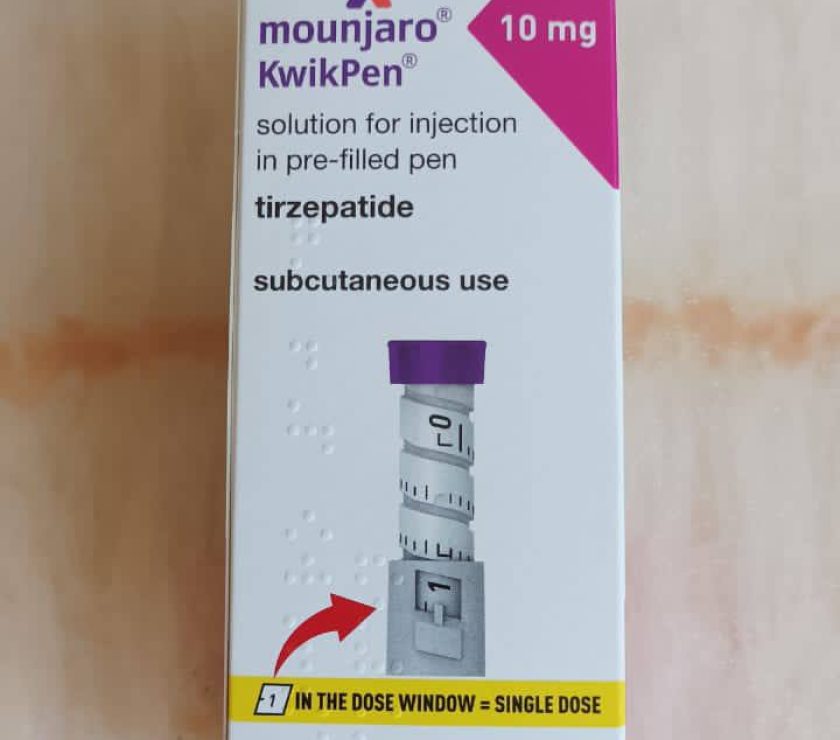 mounjaro® 10 mg
KwikPen®
solution for injection
in pre-filled pen
tirzepatide
subcutaneous use
0
1
-1 IN THE DOSE WINDOW = SINGLE DOSE